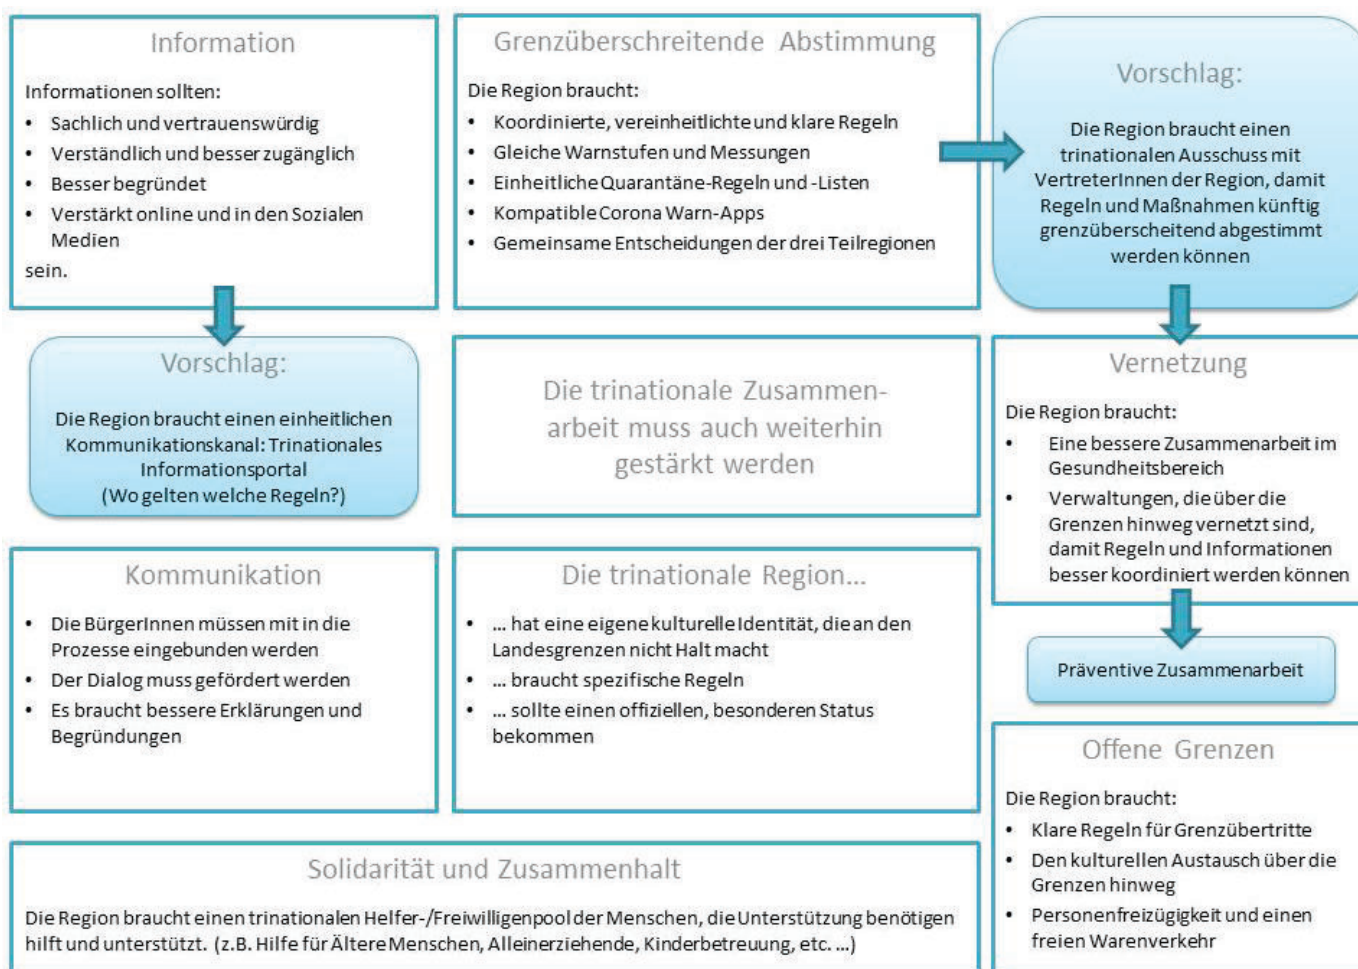 Information
Informationen sollten:
• Sachlich und vertrauenswürdig
• Verständlich und besser zugänglich
• Besser begründet
• Verstärkt online und in den Sozialen
Medien
sein.
Grenzüberschreitende Abstimmung
Die Region braucht:
• Koordinierte, vereinheitlichte und klare Regeln
• Gleiche Warnstufen und Messungen
• Einheitliche Quarantäne-Regeln und -Listen
• Kompatible Corona Warn-Apps
• Gemeinsame Entscheidungen der drei Teilregionen
Vorschlag:
Die Region braucht einen
trinationalen Ausschuss mit
VertreterInnen der Region, damit
Regeln und Maßnahmen künftig
grenzüberscheitend abgestimmt
werden können
Vorschlag:
Die Region braucht einen einheitlichen
Kommunikationskanal: Trinationales
Informationsportal
(Wo gelten welche Regeln?)
Die trinationale Zusammen-
arbeit muss auch weiterhin
gestärkt werden
Vernetzung
Die Region braucht:
• Eine bessere Zusammenarbeit im
Gesundheitsbereich
• Verwaltungen, die über die
Grenzen hinweg vernetzt sind,
damit Regeln und Informationen
besser koordiniert werden können
Kommunikation
• Die BürgerInnen müssen mit in die
Prozesse eingebunden werden
• Der Dialog muss gefördert werden
• Es braucht bessere Erklärungen und
Begründungen
Die trinationale Region...
• ... hat eine eigene kulturelle Identität, die an den
Landesgrenzen nicht Halt macht
• ... braucht spezifische Regeln
• ... sollte einen offiziellen, besonderen Status
bekommen
Präventive Zusammenarbeit
Offene Grenzen
Die Region braucht:
• Klare Regeln für Grenzübertritte
• Den kulturellen Austausch über die
Grenzen hinweg
• Personenfreizügigkeit und einen
freien Warenverkehr
Solidarität und Zusammenhalt
Die Region braucht einen trinationalen Helfer-/Freiwilligenpool der Menschen, die Unterstützung benötigen
hilft und unterstützt. (z.B. Hilfe für Ältere Menschen, Alleinerziehende, Kinderbetreuung, etc. ...)